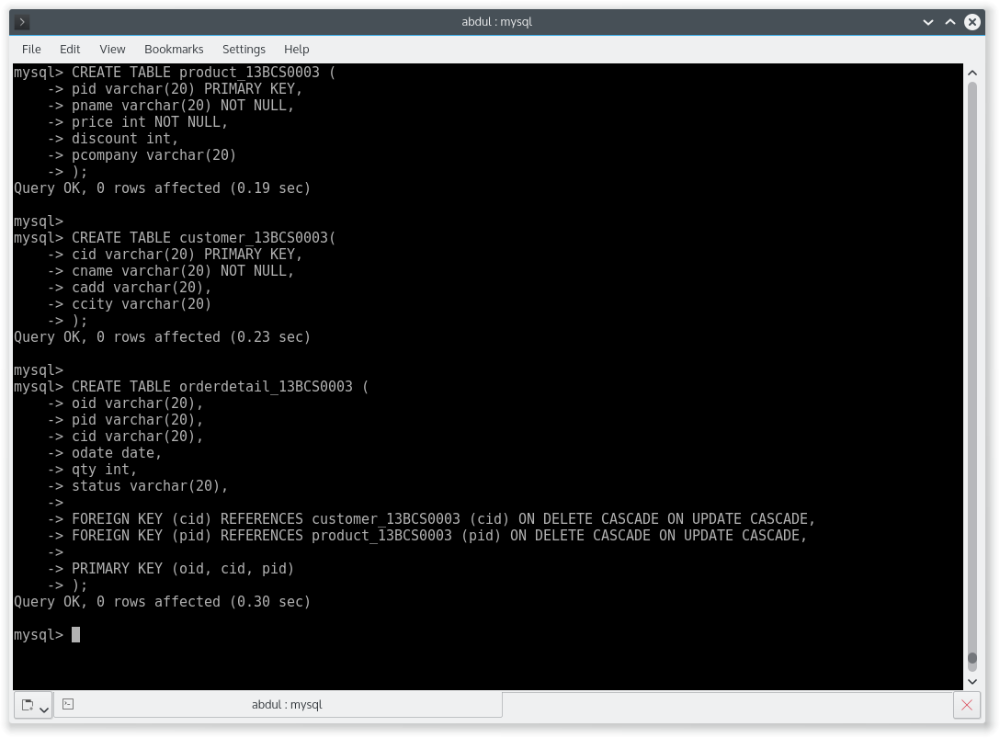 abdul : mysql
File Edit View Bookmarks Settings Help
mysql> CREATE TABLE product_13BCS0003 (
    -> pid varchar(20) PRIMARY KEY,
    -> pname varchar(20) NOT NULL,
    -> price int NOT NULL,
    -> discount int,
    -> pcompany varchar(20)
    -> );
Query OK, 0 rows affected (0.19 sec)
mysql>
mysql> CREATE TABLE customer_13BCS0003(
    -> cid varchar(20) PRIMARY KEY,
    -> cname varchar(20) NOT NULL,
    -> cadd varchar(20),
    -> ccity varchar(20)
    -> );
Query OK, 0 rows affected (0.23 sec)
mysql>
mysql> CREATE TABLE orderdetail_13BCS0003 (
    -> oid varchar(20),
    -> pid varchar(20),
    -> cid varchar(20),
    -> odate date,
    -> qty int,
    -> status varchar(20),
    ->
    -> FOREIGN KEY (cid) REFERENCES customer_13BCS0003 (cid) ON DELETE CASCADE ON UPDATE CASCADE,
    -> FOREIGN KEY (pid) REFERENCES product_13BCS0003 (pid) ON DELETE CASCADE ON UPDATE CASCADE,
    ->
    -> PRIMARY KEY (oid, cid, pid)
    -> );
Query OK, 0 rows affected (0.30 sec)
mysql>
abdul : mysql